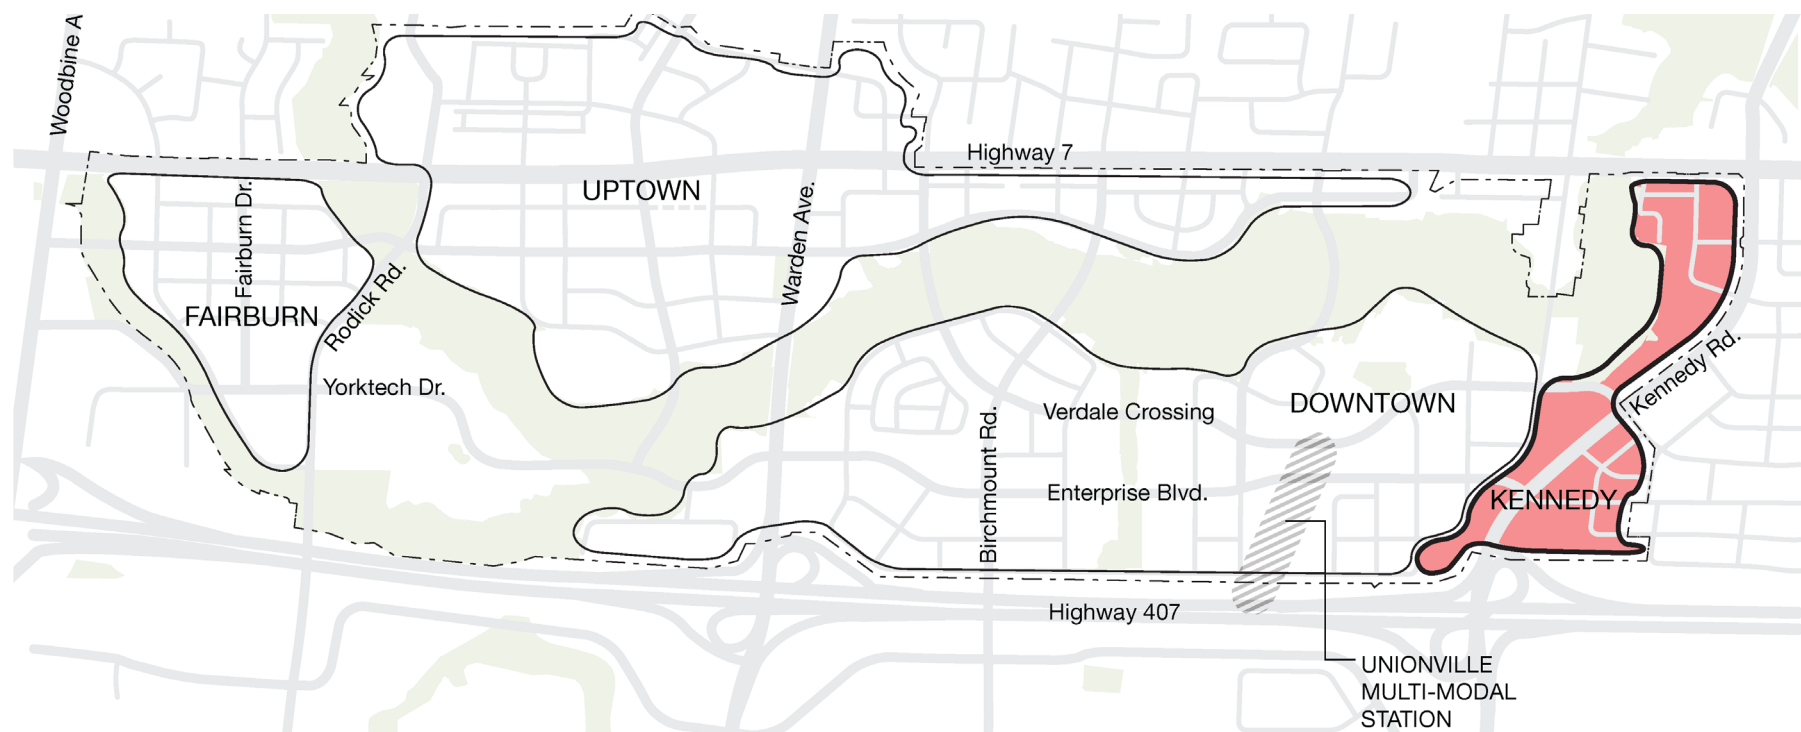 Woodbine A
Highway 7
UPTOWN
Fairburn Dr.
Warden Ave.
FAIRBURN
Rodick Rd.
Kennedy Rd.
Yorktech Dr.
DOWNTOWN
Verdale Crossing
Birchmount Rd.
Enterprise Blvd.
KENNEDY
Highway 407
UNIONVILLE
MULTI-MODAL
STATION